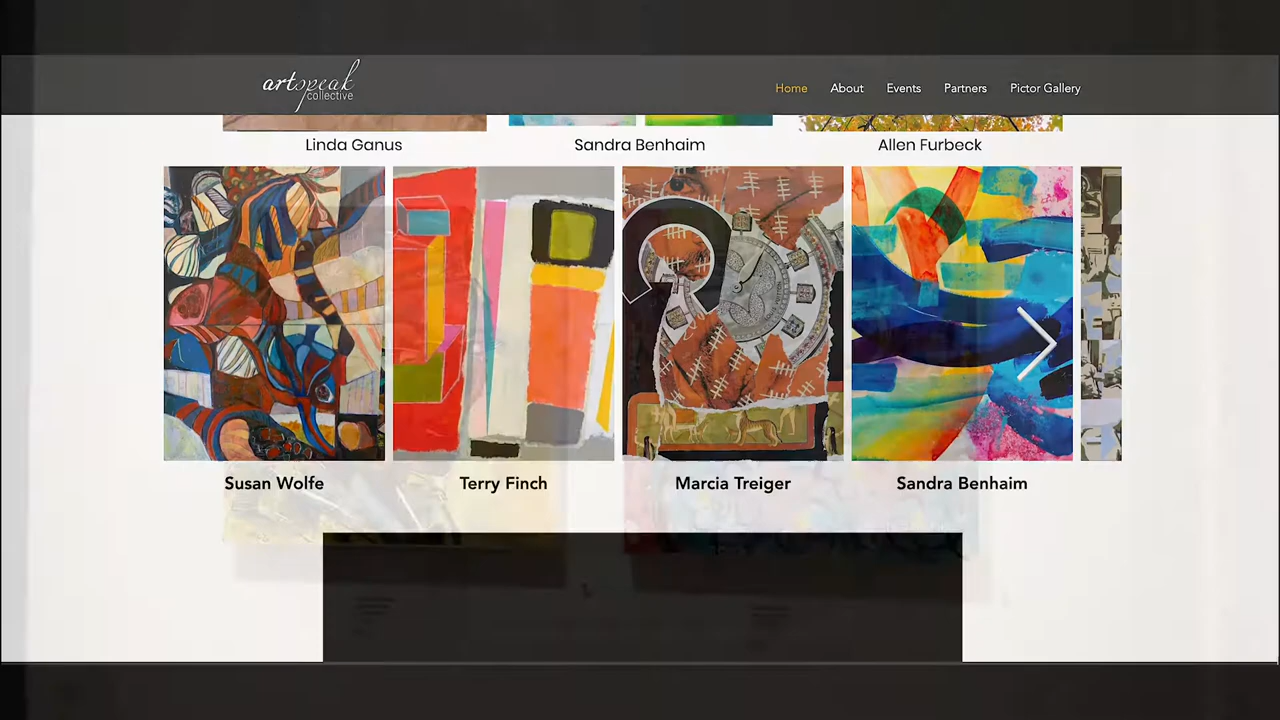 artspeak
collective
Home About Events Partners Pictor Gallery
Linda Ganus Sandra Benhaim Allen Furbeck
Susan Wolfe Terry Finch Marcia Treiger Sandra Benhaim